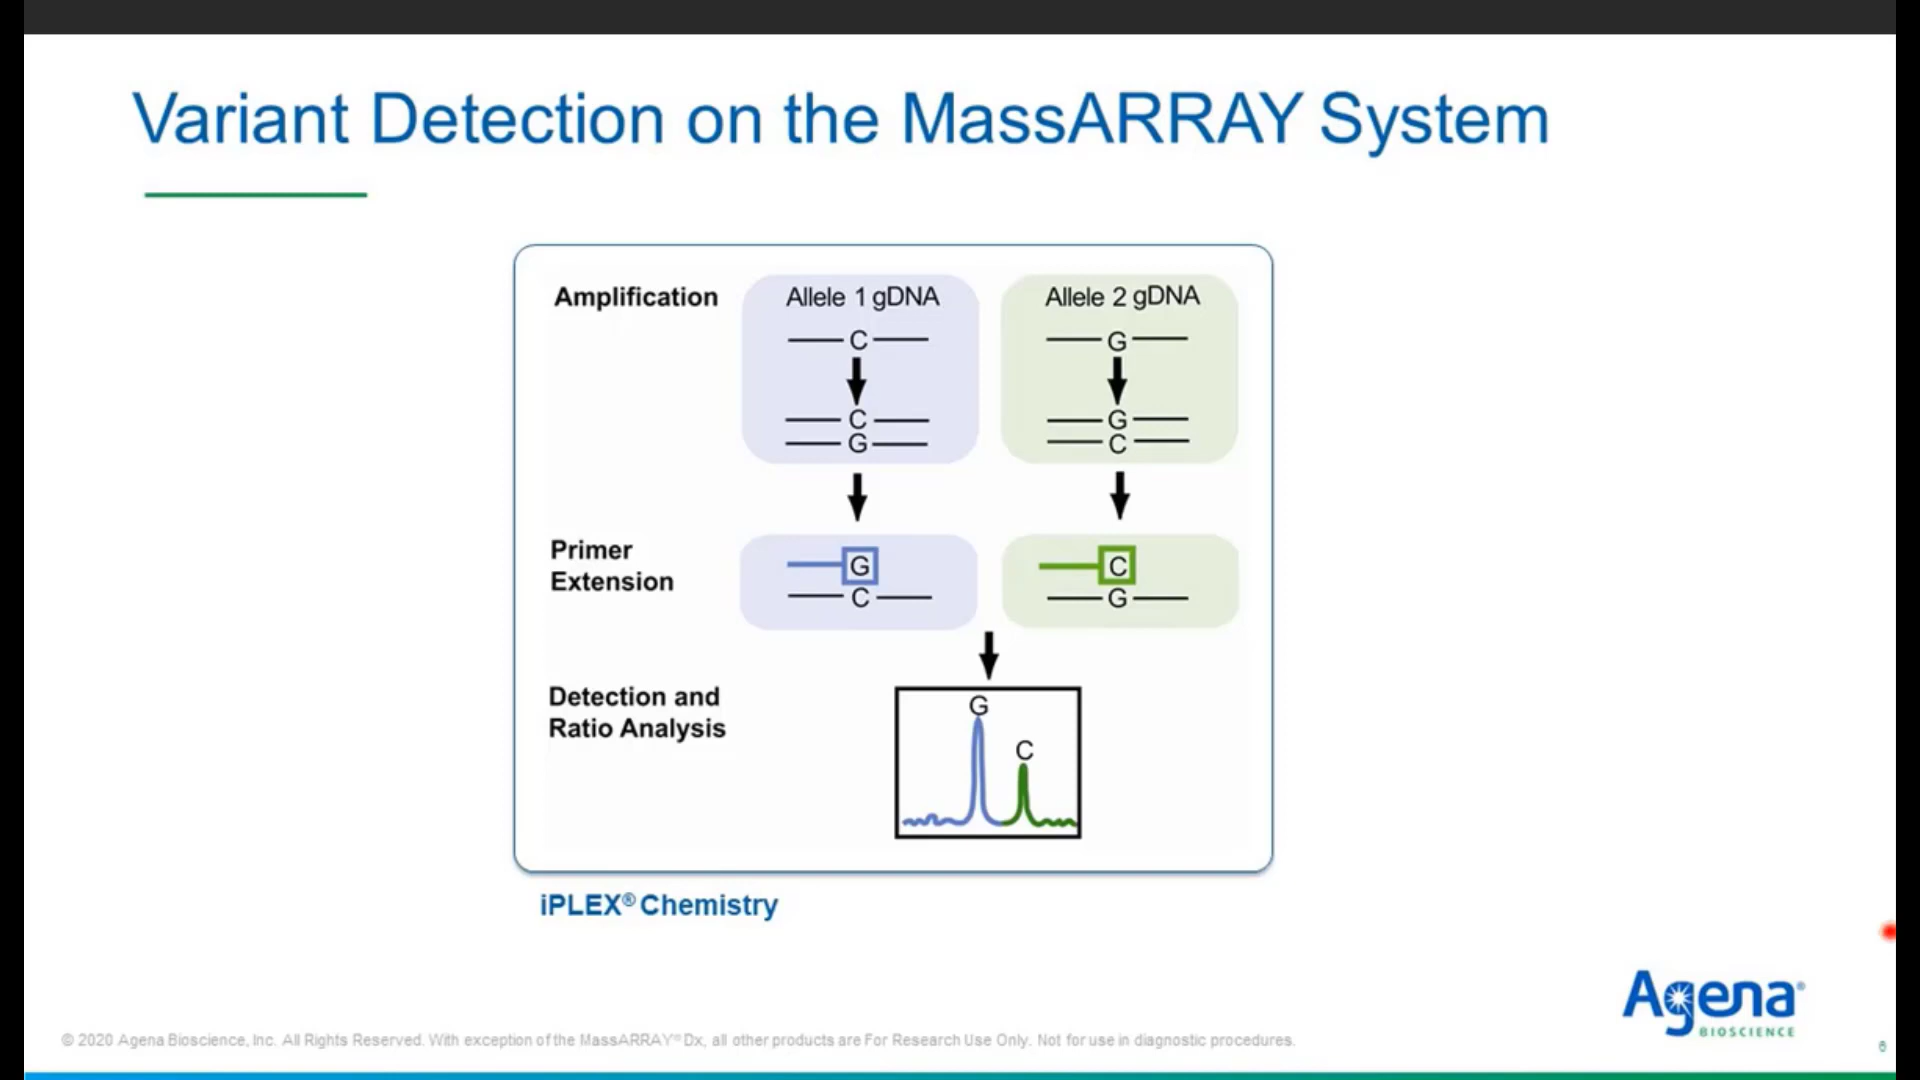 Variant Detection on the MassARRAY System
Amplification
Allele 1 gDNA
Allele 2 gDNA
C
G
C
G
G
C
Primer
Extension
G
C
C
G
Detection and
Ratio Analysis
G
C
iPLEX® Chemistry
Agena®
BIOSCIENCE
© 2020 Agena Bioscience, Inc. All Rights Reserved. With exception of the MassARRAY® Dx, all other products are For Research Use Only. Not for use in diagnostic procedures.
6